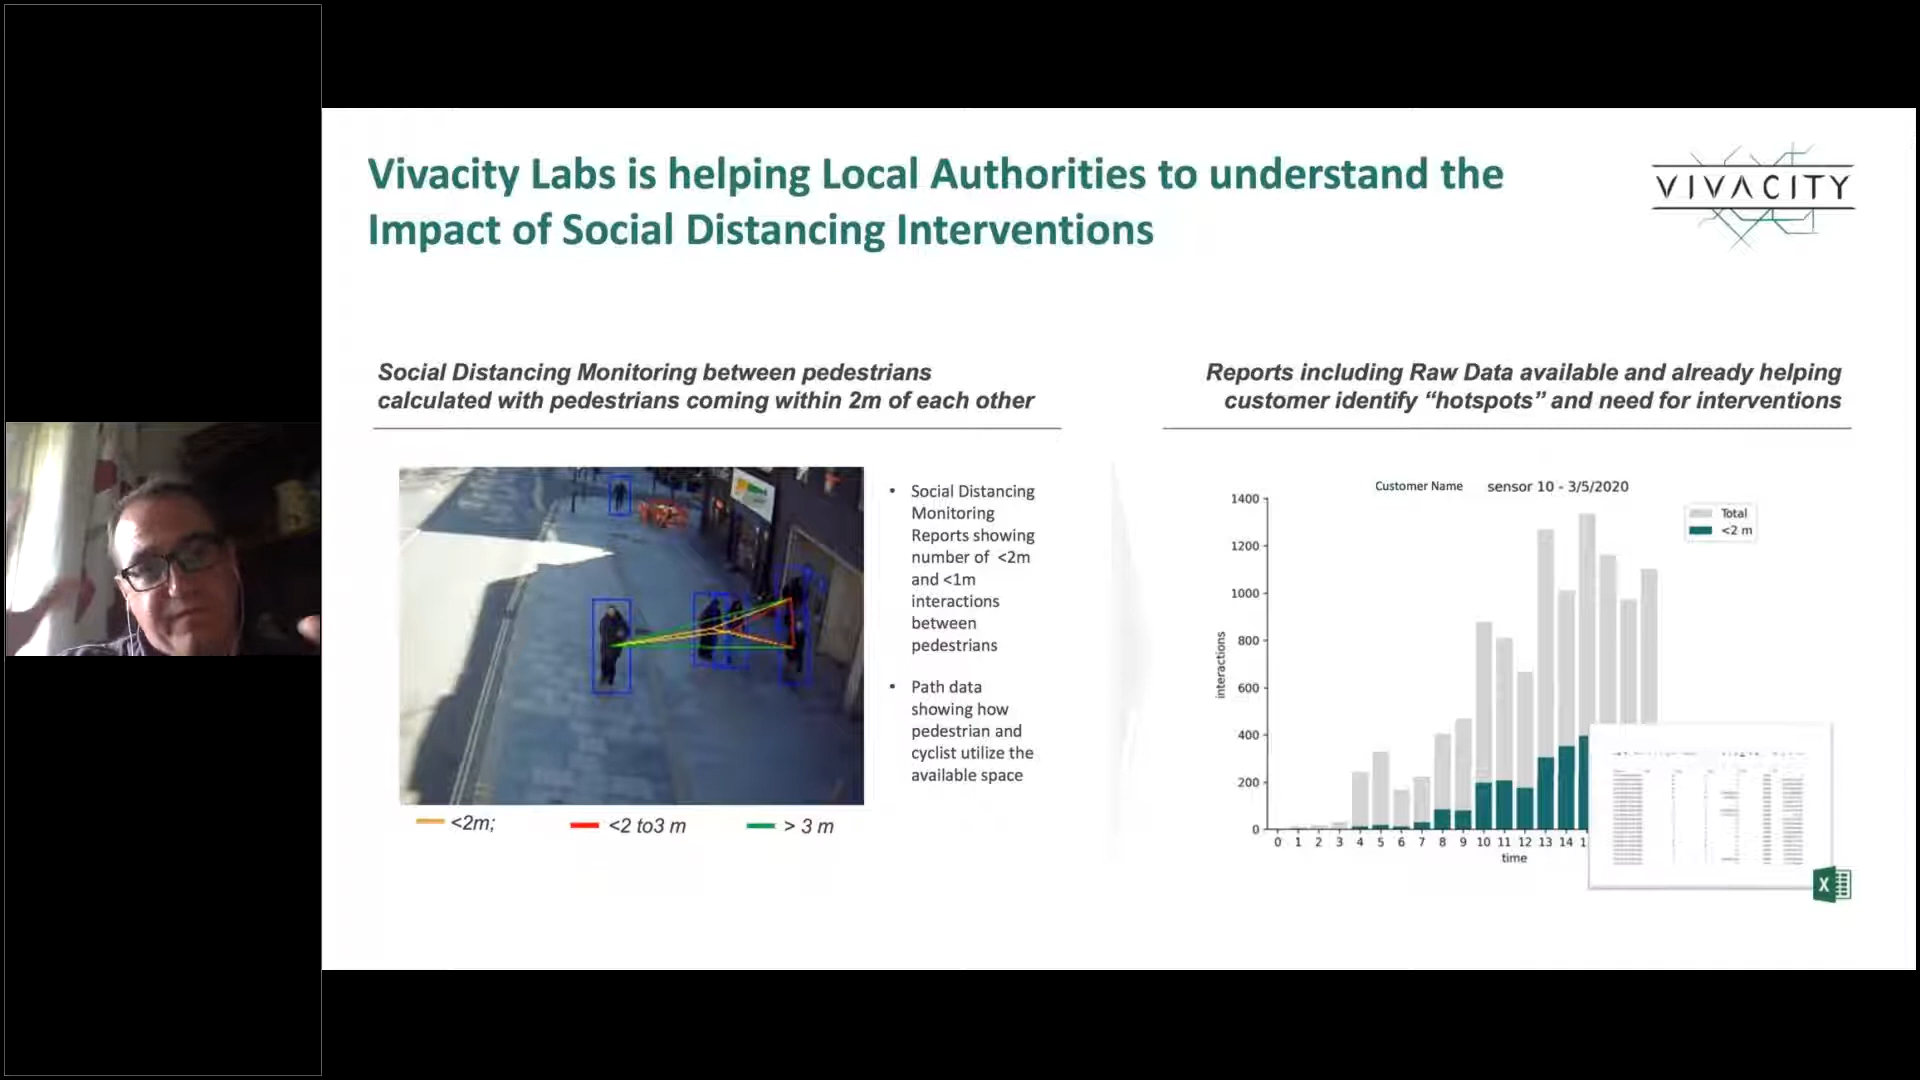 Vivacity Labs is helping Local Authorities to understand the
Impact of Social Distancing Interventions
VIVACITY
Social Distancing Monitoring between pedestrians
calculated with pedestrians coming within 2m of each other
• Social Distancing
Monitoring
Reports showing
number of <2m
and <1m
interactions
between
pedestrians
• Path data
showing how
pedestrian and
cyclist utilize the
available space
<2m;
<2 to3 m
> 3 m
Reports including Raw Data available and already helping
customer identify “hotspots” and need for interventions
Customer Name sensor 10 - 3/5/2020
Total
<2 m
1400
1200
1000
800
600
400
200
0
interactions
0 1 2 3 4 5 6 7 8 9 10 11 12 13 14
time
X